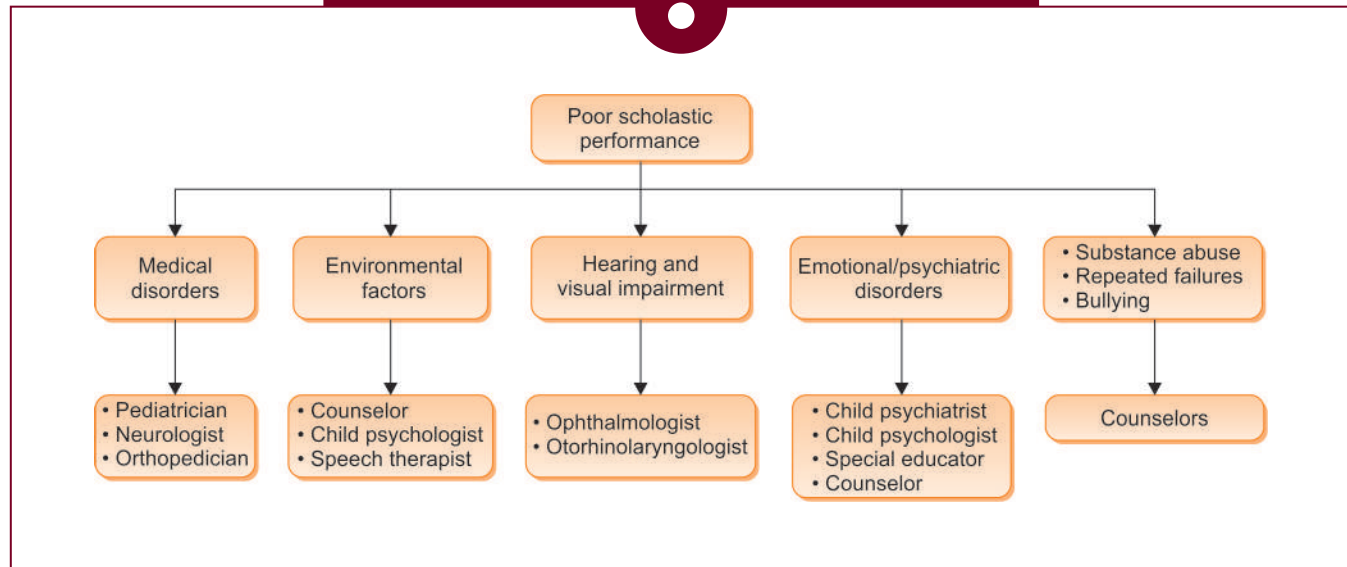 Poor scholastic
performance
Medical
disorders
Environmental
factors
Hearing and
visual impairment
Emotional/psychiatric
disorders
• Substance abuse
• Repeated failures
• Bullying
• Pediatrician
• Neurologist
• Orthopedician
• Counselor
• Child psychologist
• Speech therapist
• Ophthalmologist
• Otorhinolaryngologist
• Child psychiatrist
• Child psychologist
• Special educator
• Counselor
Counselors